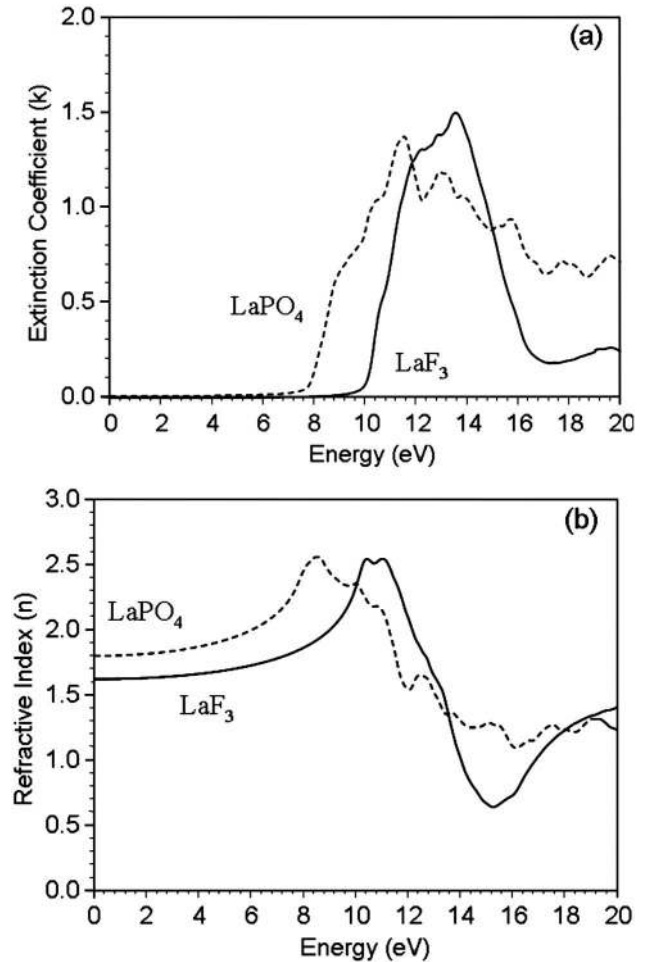 (a)
Extinction Coefficient (k)
2.0
1.5
1.0
0.5
0.0
LaPO₄
LaF₃
0 2 4 6 8 10 12 14 16 18 20
Energy (eV)
(b)
Refractive Index (n)
3.0
2.5
2.0
1.5
1.0
0.5
0.0
LaPO₄
LaF₃
0 2 4 6 8 10 12 14 16 18 20
Energy (eV)